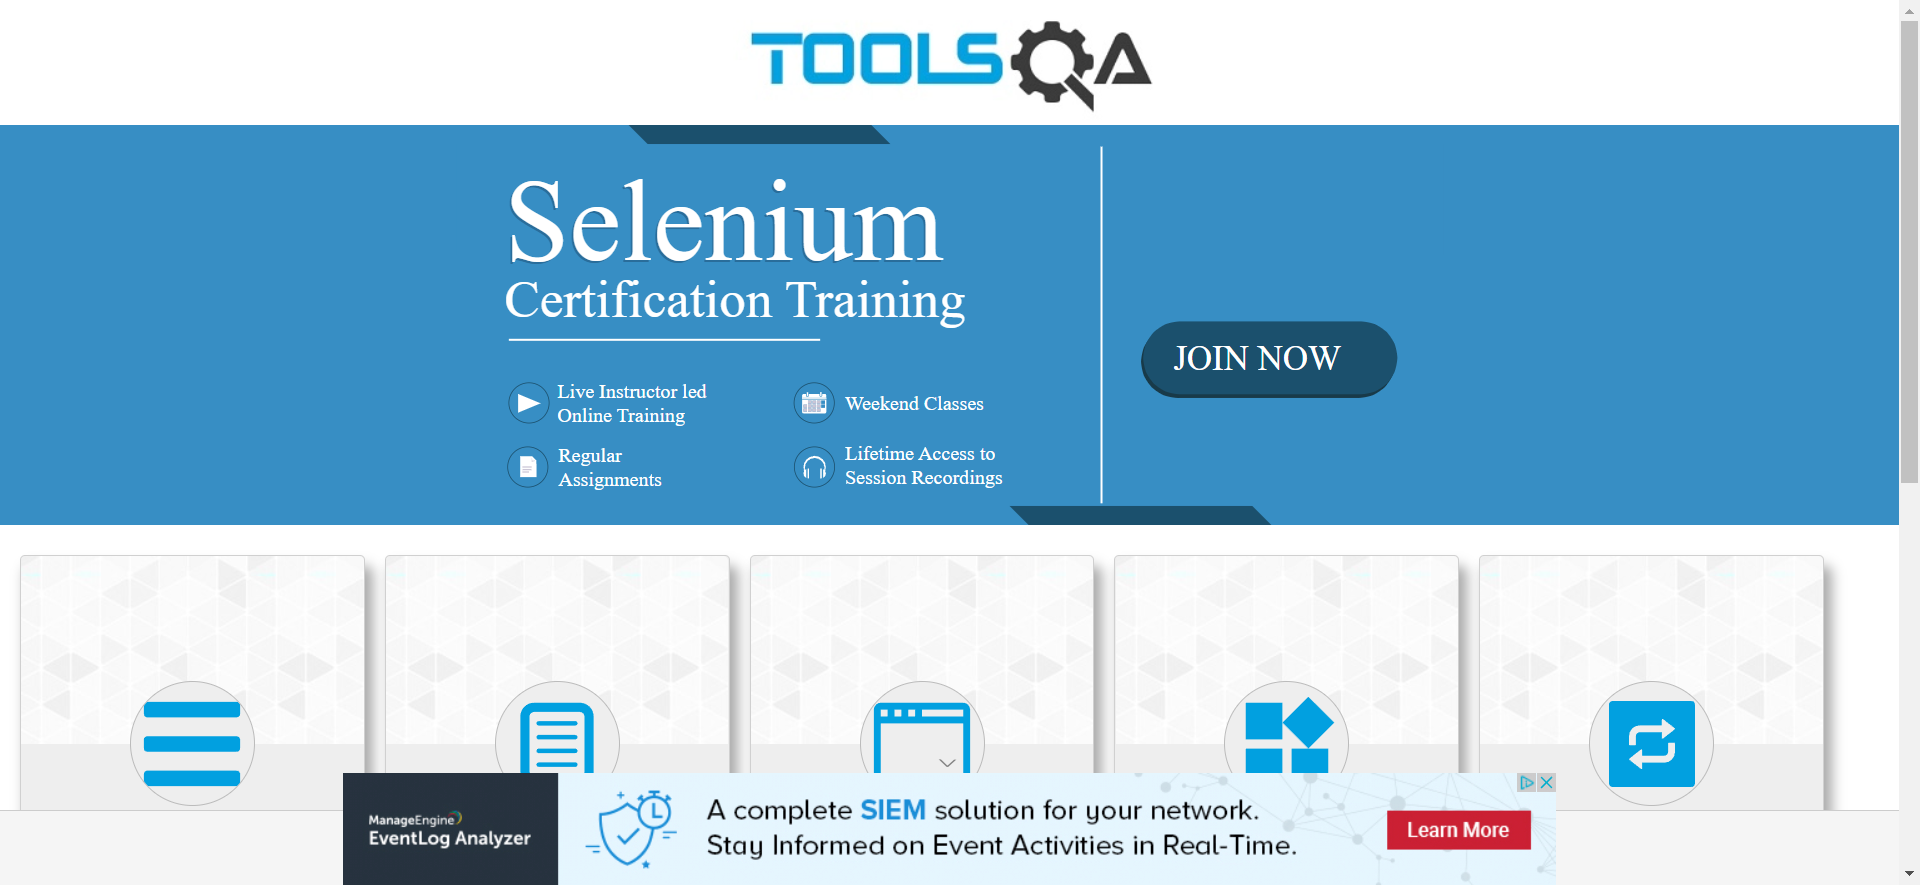 TOOLSQA
Selenium
Certification Training
Live Instructor led
Online Training
Weekend Classes
Regular
Assignments
Lifetime Access to
Session Recordings
JOIN NOW
ManageEngine
EventLog Analyzer
A complete SIEM solution for your network.
Stay Informed on Event Activities in Real-Time.
Learn More